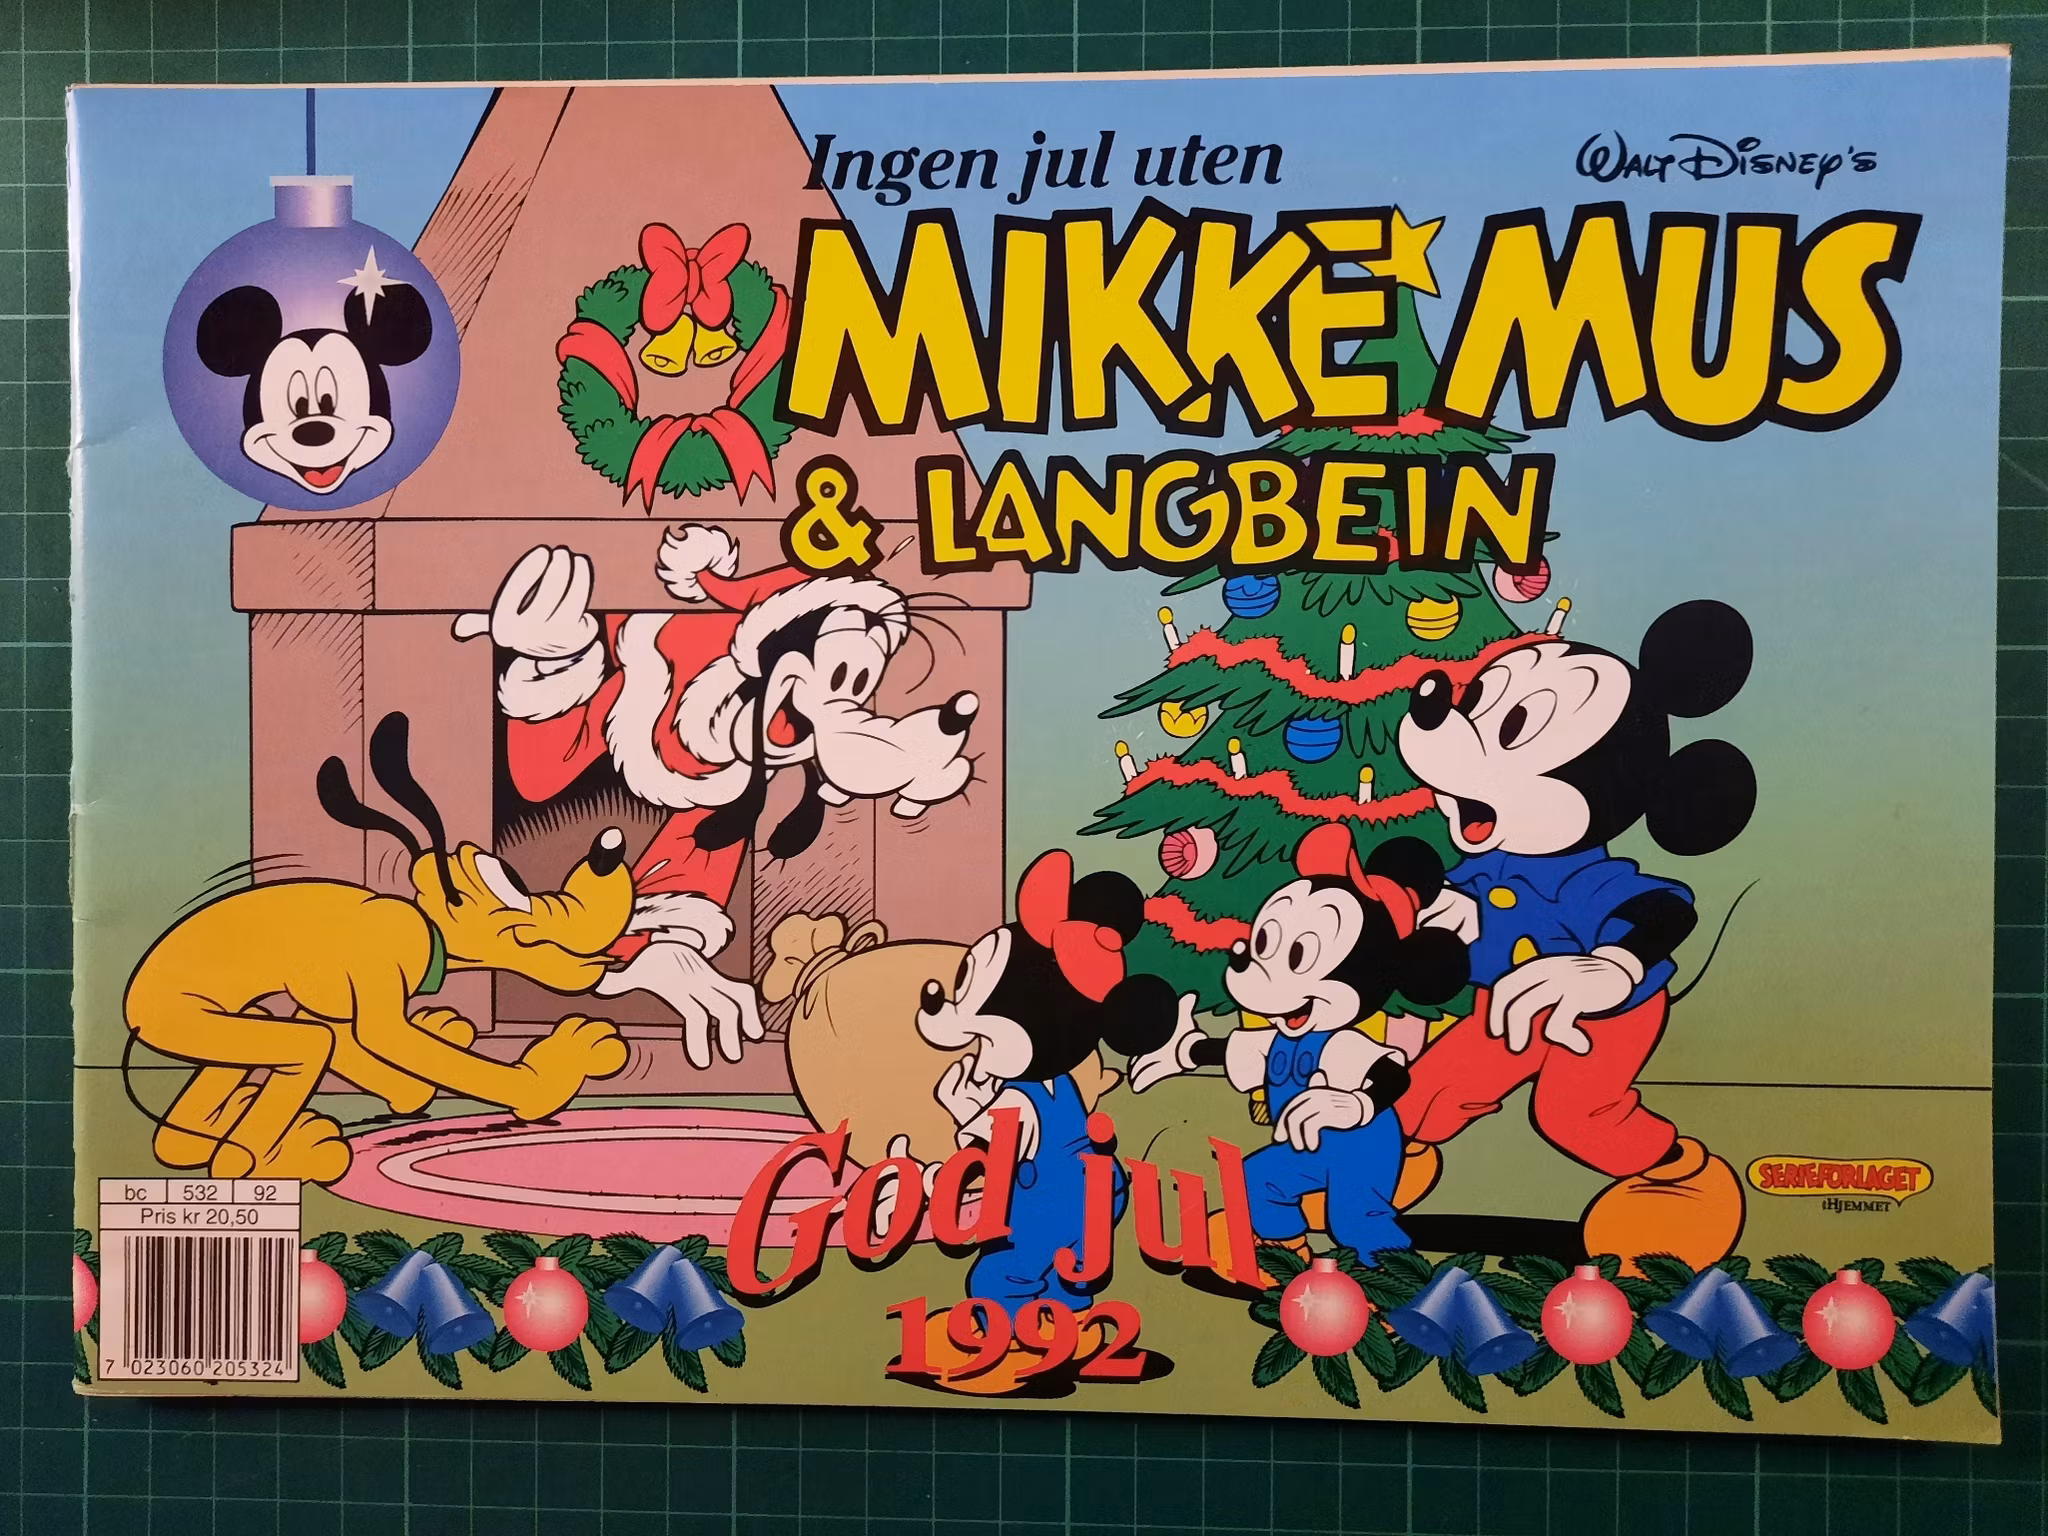 Ingen jul uten
WALT DISNEY'S
MIKKE MUS
& LANGBEIN
God jul
1992
SERIEFORLAGET
i HJEMMET
bc 532 92
Pris kr 20,50
7 023060 205324